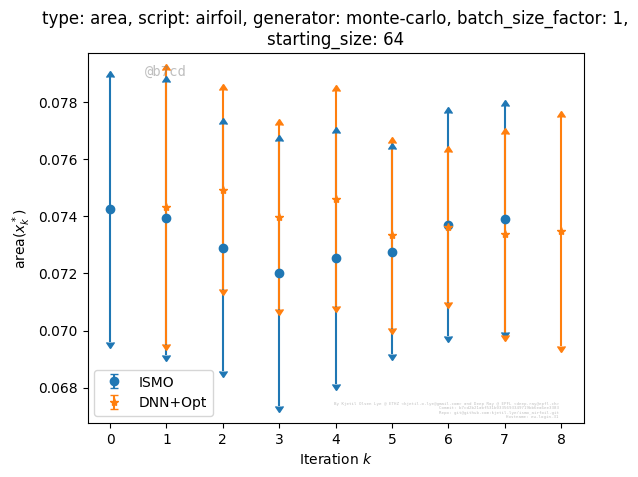 type: area, script: airfoil, generator: monte-carlo, batch_size_factor: 1,
starting_size: 64
0.078
0.076
0.074
0.072
0.070
0.068
area(x_k^*)
ISMO
DNN+Opt
0 1 2 3 4 5 6 7 8
Iteration k